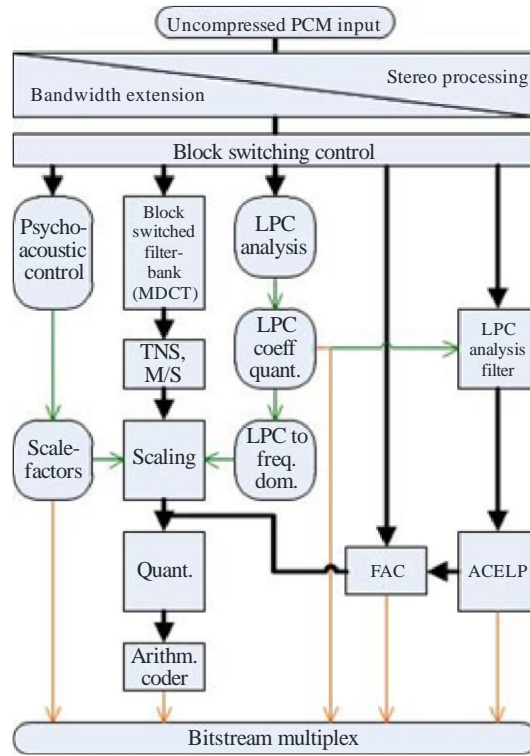 Uncompressed PCM input
Stereo processing
Bandwidth extension
Block switching control
Psycho-
acoustic
control
Block
switched
filter-
bank
(MDCT)
LPC
analysis
TNS,
M/S
LPC
coeff
quant.
LPC
analysis
filter
Scale-
factors
Scaling
LPC to
freq.
dom.
Quant.
FAC
ACELP
Arithm.
coder
Bitstream multiplex